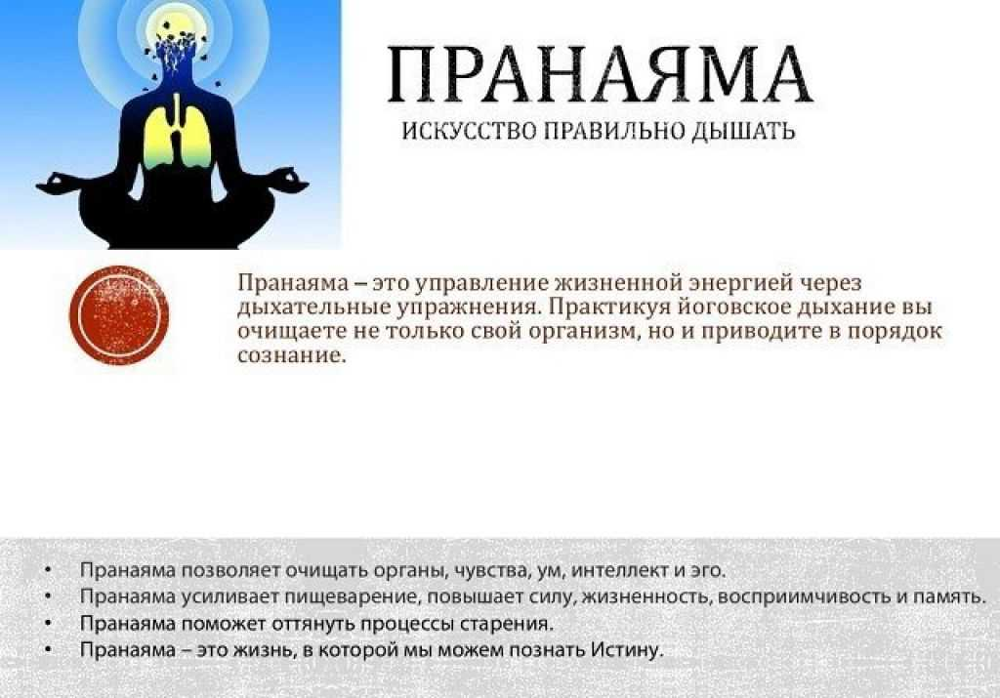 ПРАНАЯМА
ИСКУССТВО ПРАВИЛЬНО ДЫШАТЬ
Пранаяма – это управление жизненной энергией через
дыхательные упражнения. Практикуя йоговское дыхание вы
очищаете не только свой организм, но и приводите в порядок
сознание.
• Пранаяма позволяет очищать органы, чувства, ум, интеллект и эго.
• Пранаяма усиливает пищеварение, повышает силу, жизненность, восприимчивость и память.
• Пранаяма поможет оттянуть процессы старения.
• Пранаяма – это жизнь, в которой мы можем познать Истину.